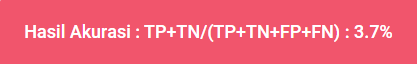 Hasil Akurasi : TP+TN/(TP+TN+FP+FN) : 3.7%